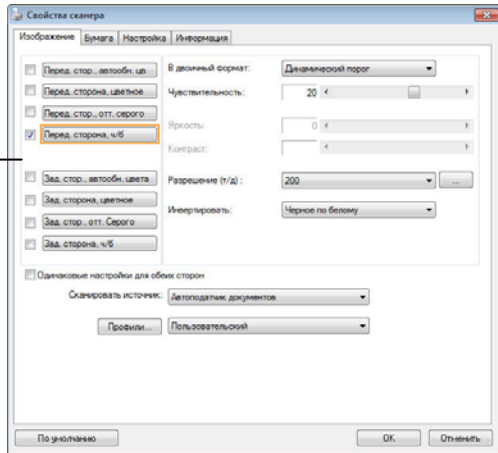 Свойства сканера
Изображение Бумага Настройка Информация
Перед. стор., автообн. цв
Перед. сторона, цветное
Перед. стор., отт. серого
Перед. сторона, ч/б
Зад. стор., автообн. цвета
Зад. сторона, цветное
Зад. стор., отт. Серого
Зад. сторона, ч/б
В двоичный формат: Динамический порог
Чувствительность: 20
Яркость: 0
Контраст:
Разрешение (т/д) : 200 ...
Инвертировать: Черное по белому
Одинаковые настройки для обеих сторон
Сканировать источник: Автоподатчик документов
Профили... Пользовательский
По умолчанию OK Отменить